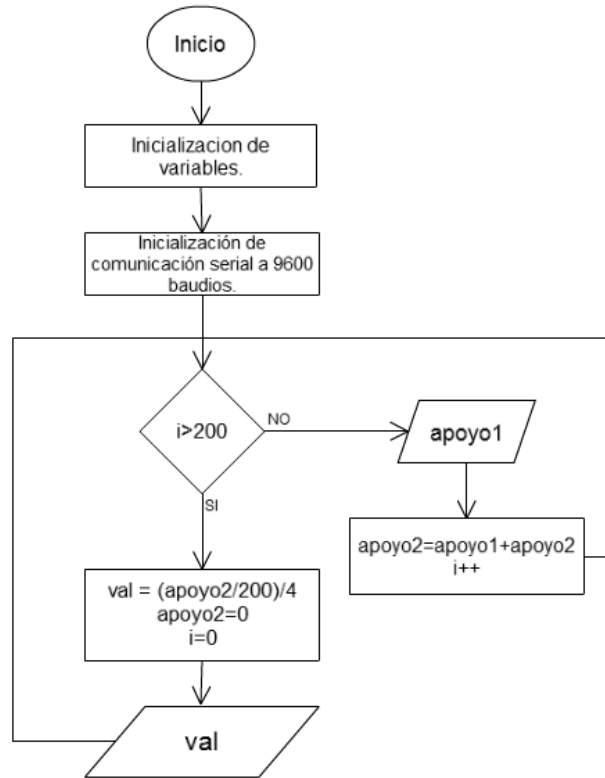 Inicio
Inicializacion de
variables.
Inicialización de
comunicación serial a 9600
baudios.
i>200
NO
apoyo1
SI
apoyo2=apoyo1+apoyo2
i++
val = (apoyo2/200)/4
apoyo2=0
i=0
val